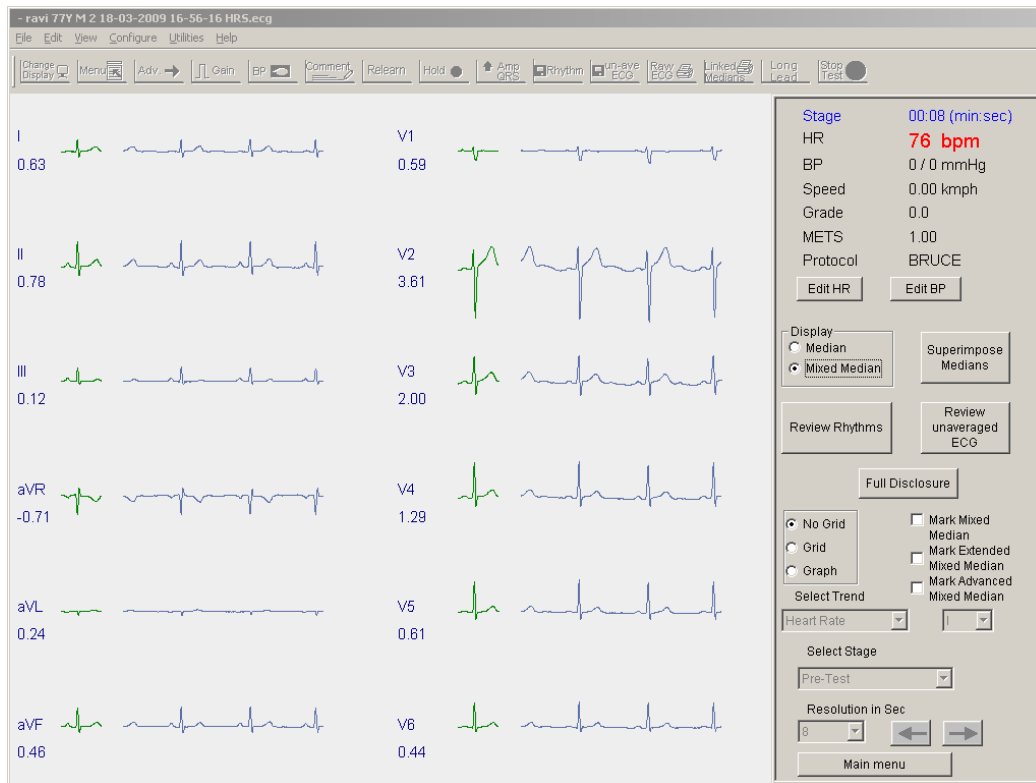 - ravi 77Y M 2 18-03-2009 16-56-16 HRS.ecg
File Edit View Configure Utilities Help
Change Display Menu Adv. Gain BP Comment Relearn Hold Amp QRS Rhythm un-ave ECG Raw ECG Linked Medians Long Lead Stop Test
I
0.63
II
0.78
III
0.12
aVR
-0.71
aVL
0.24
aVF
0.46
V1
0.59
V2
3.61
V3
2.00
V4
1.29
V5
0.61
V6
0.44
Stage 00:08 (min:sec)
HR 76 bpm
BP 0 / 0 mmHg
Speed 0.00 kmph
Grade 0.0
METS 1.00
Protocol BRUCE
Edit HR Edit BP
Display
Median
Mixed Median
Superimpose
Medians
Review Rhythms
Review
unaveraged
ECG
Full Disclosure
No Grid
Grid
Graph
Mark Mixed
Median
Mark Extended
Mixed Median
Mark Advanced
Mixed Median
Select Trend
Heart Rate I
Select Stage
Pre-Test
Resolution in Sec
8
Main menu